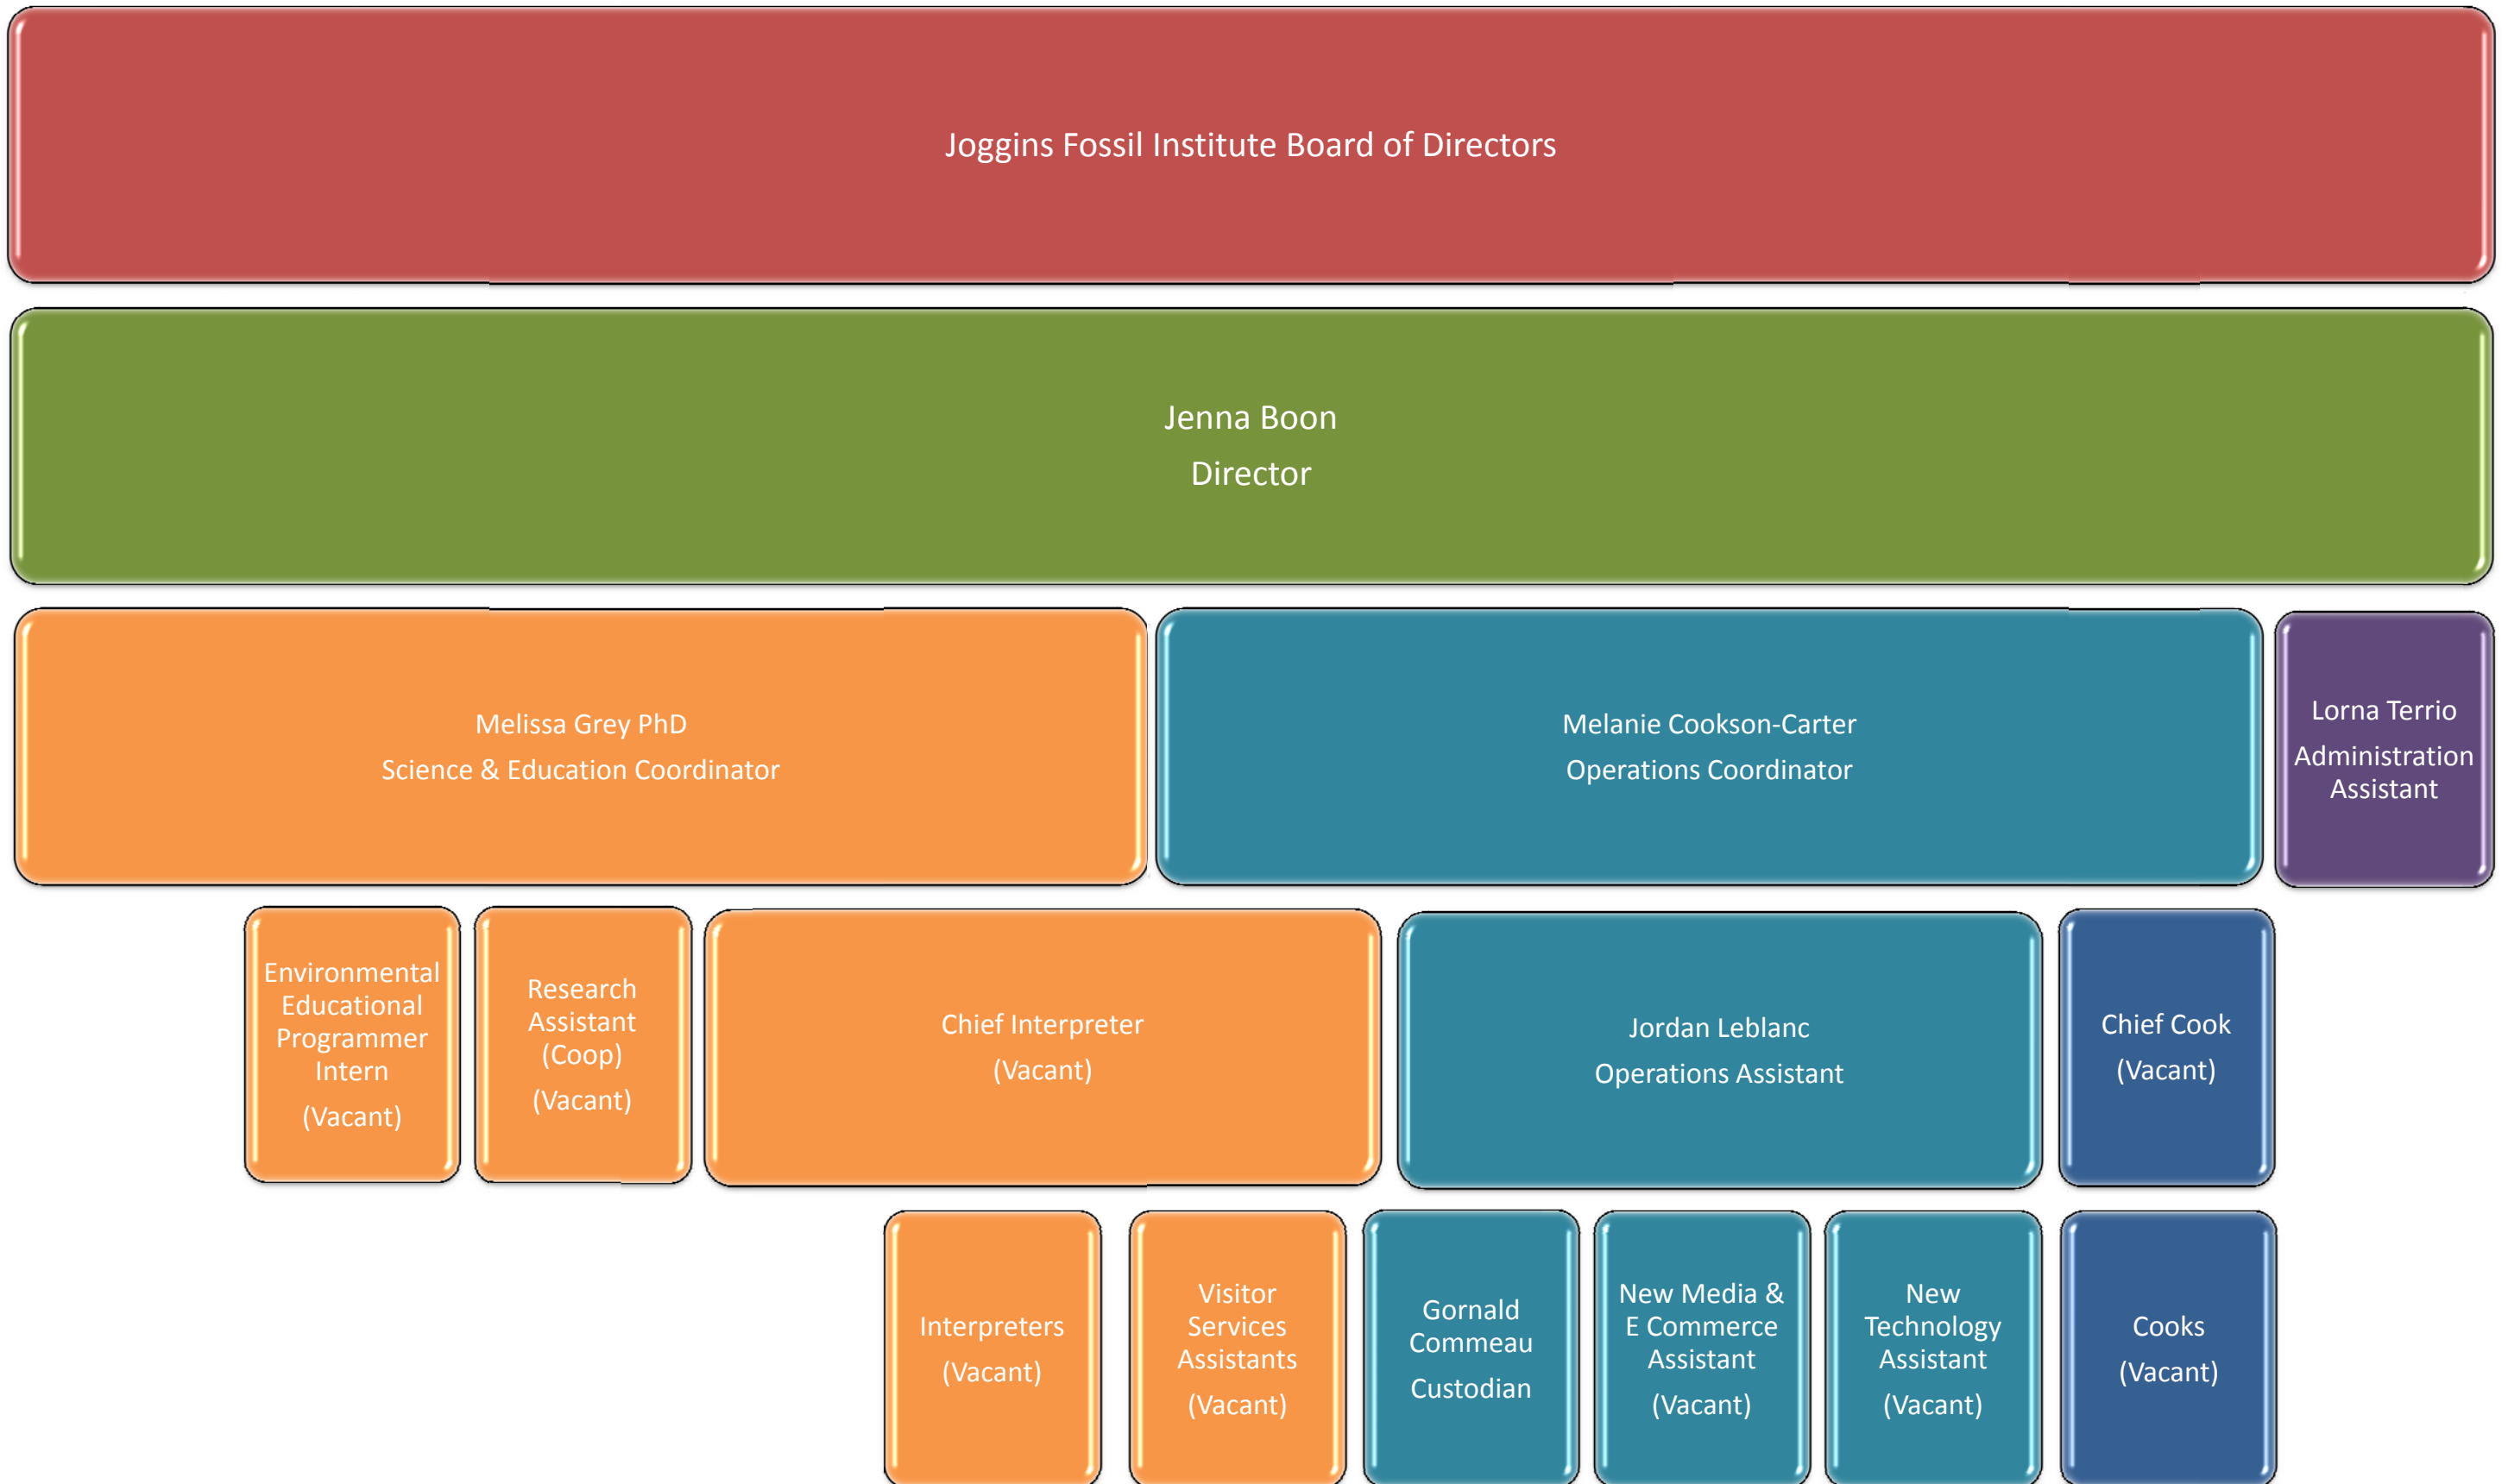 Joggins Fossil Institute Board of Directors
Jenna Boon
Director
Melissa Grey PhD
Science & Education Coordinator
Melanie Cookson-Carter
Operations Coordinator
Lorna Terrio
Administration
Assistant
Environmental
Educational
Programmer
Intern
(Vacant)
Research
Assistant
(Coop)
(Vacant)
Chief Interpreter
(Vacant)
Jordan Leblanc
Operations Assistant
Chief Cook
(Vacant)
Interpreters
(Vacant)
Visitor
Services
Assistants
(Vacant)
Gornald
Commeau
Custodian
New Media &
E Commerce
Assistant
(Vacant)
New
Technology
Assistant
(Vacant)
Cooks
(Vacant)